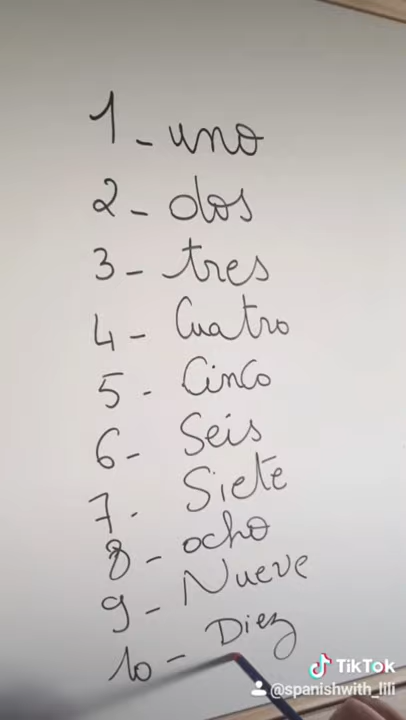 1 - uno
2 - dos
3 - tres
4 - Cuatro
5 - Cinco
6 - Seis
7 - Siete
8 - ocho
9 - Nueve
10 - Diez
TikTok
@spanishwith_lili